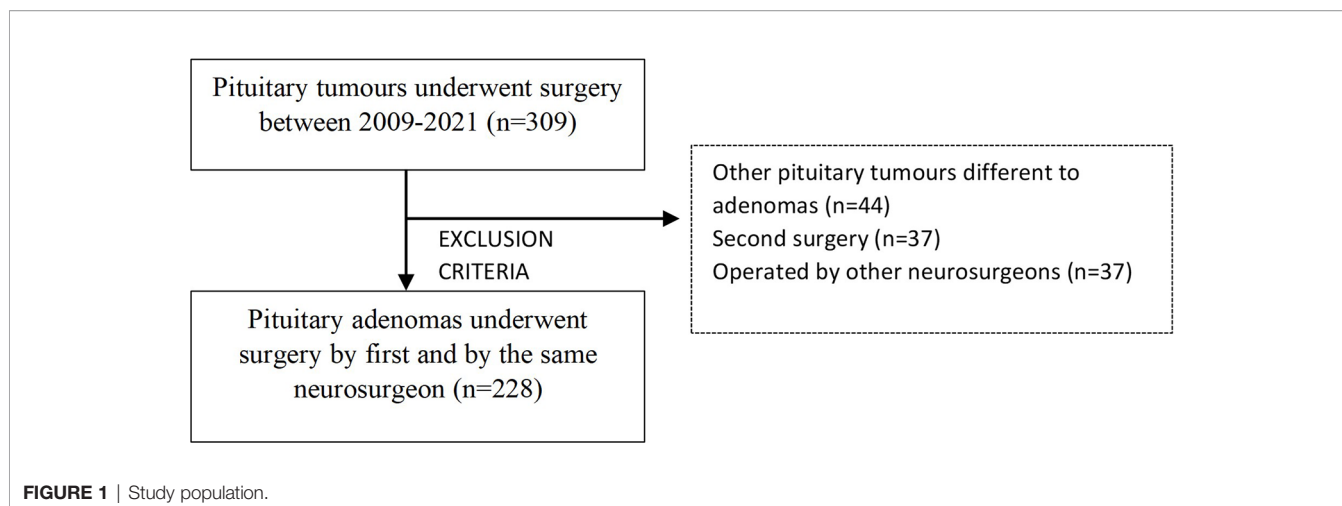 Pituitary tumours underwent surgery
between 2009-2021 (n=309)
Other pituitary tumours different to
adenomas (n=44)
Second surgery (n=37)
Operated by other neurosurgeons (n=37)
EXCLUSION
CRITERIA
Pituitary adenomas underwent
surgery by first and by the same
neurosurgeon (n=228)
FIGURE 1 | Study population.